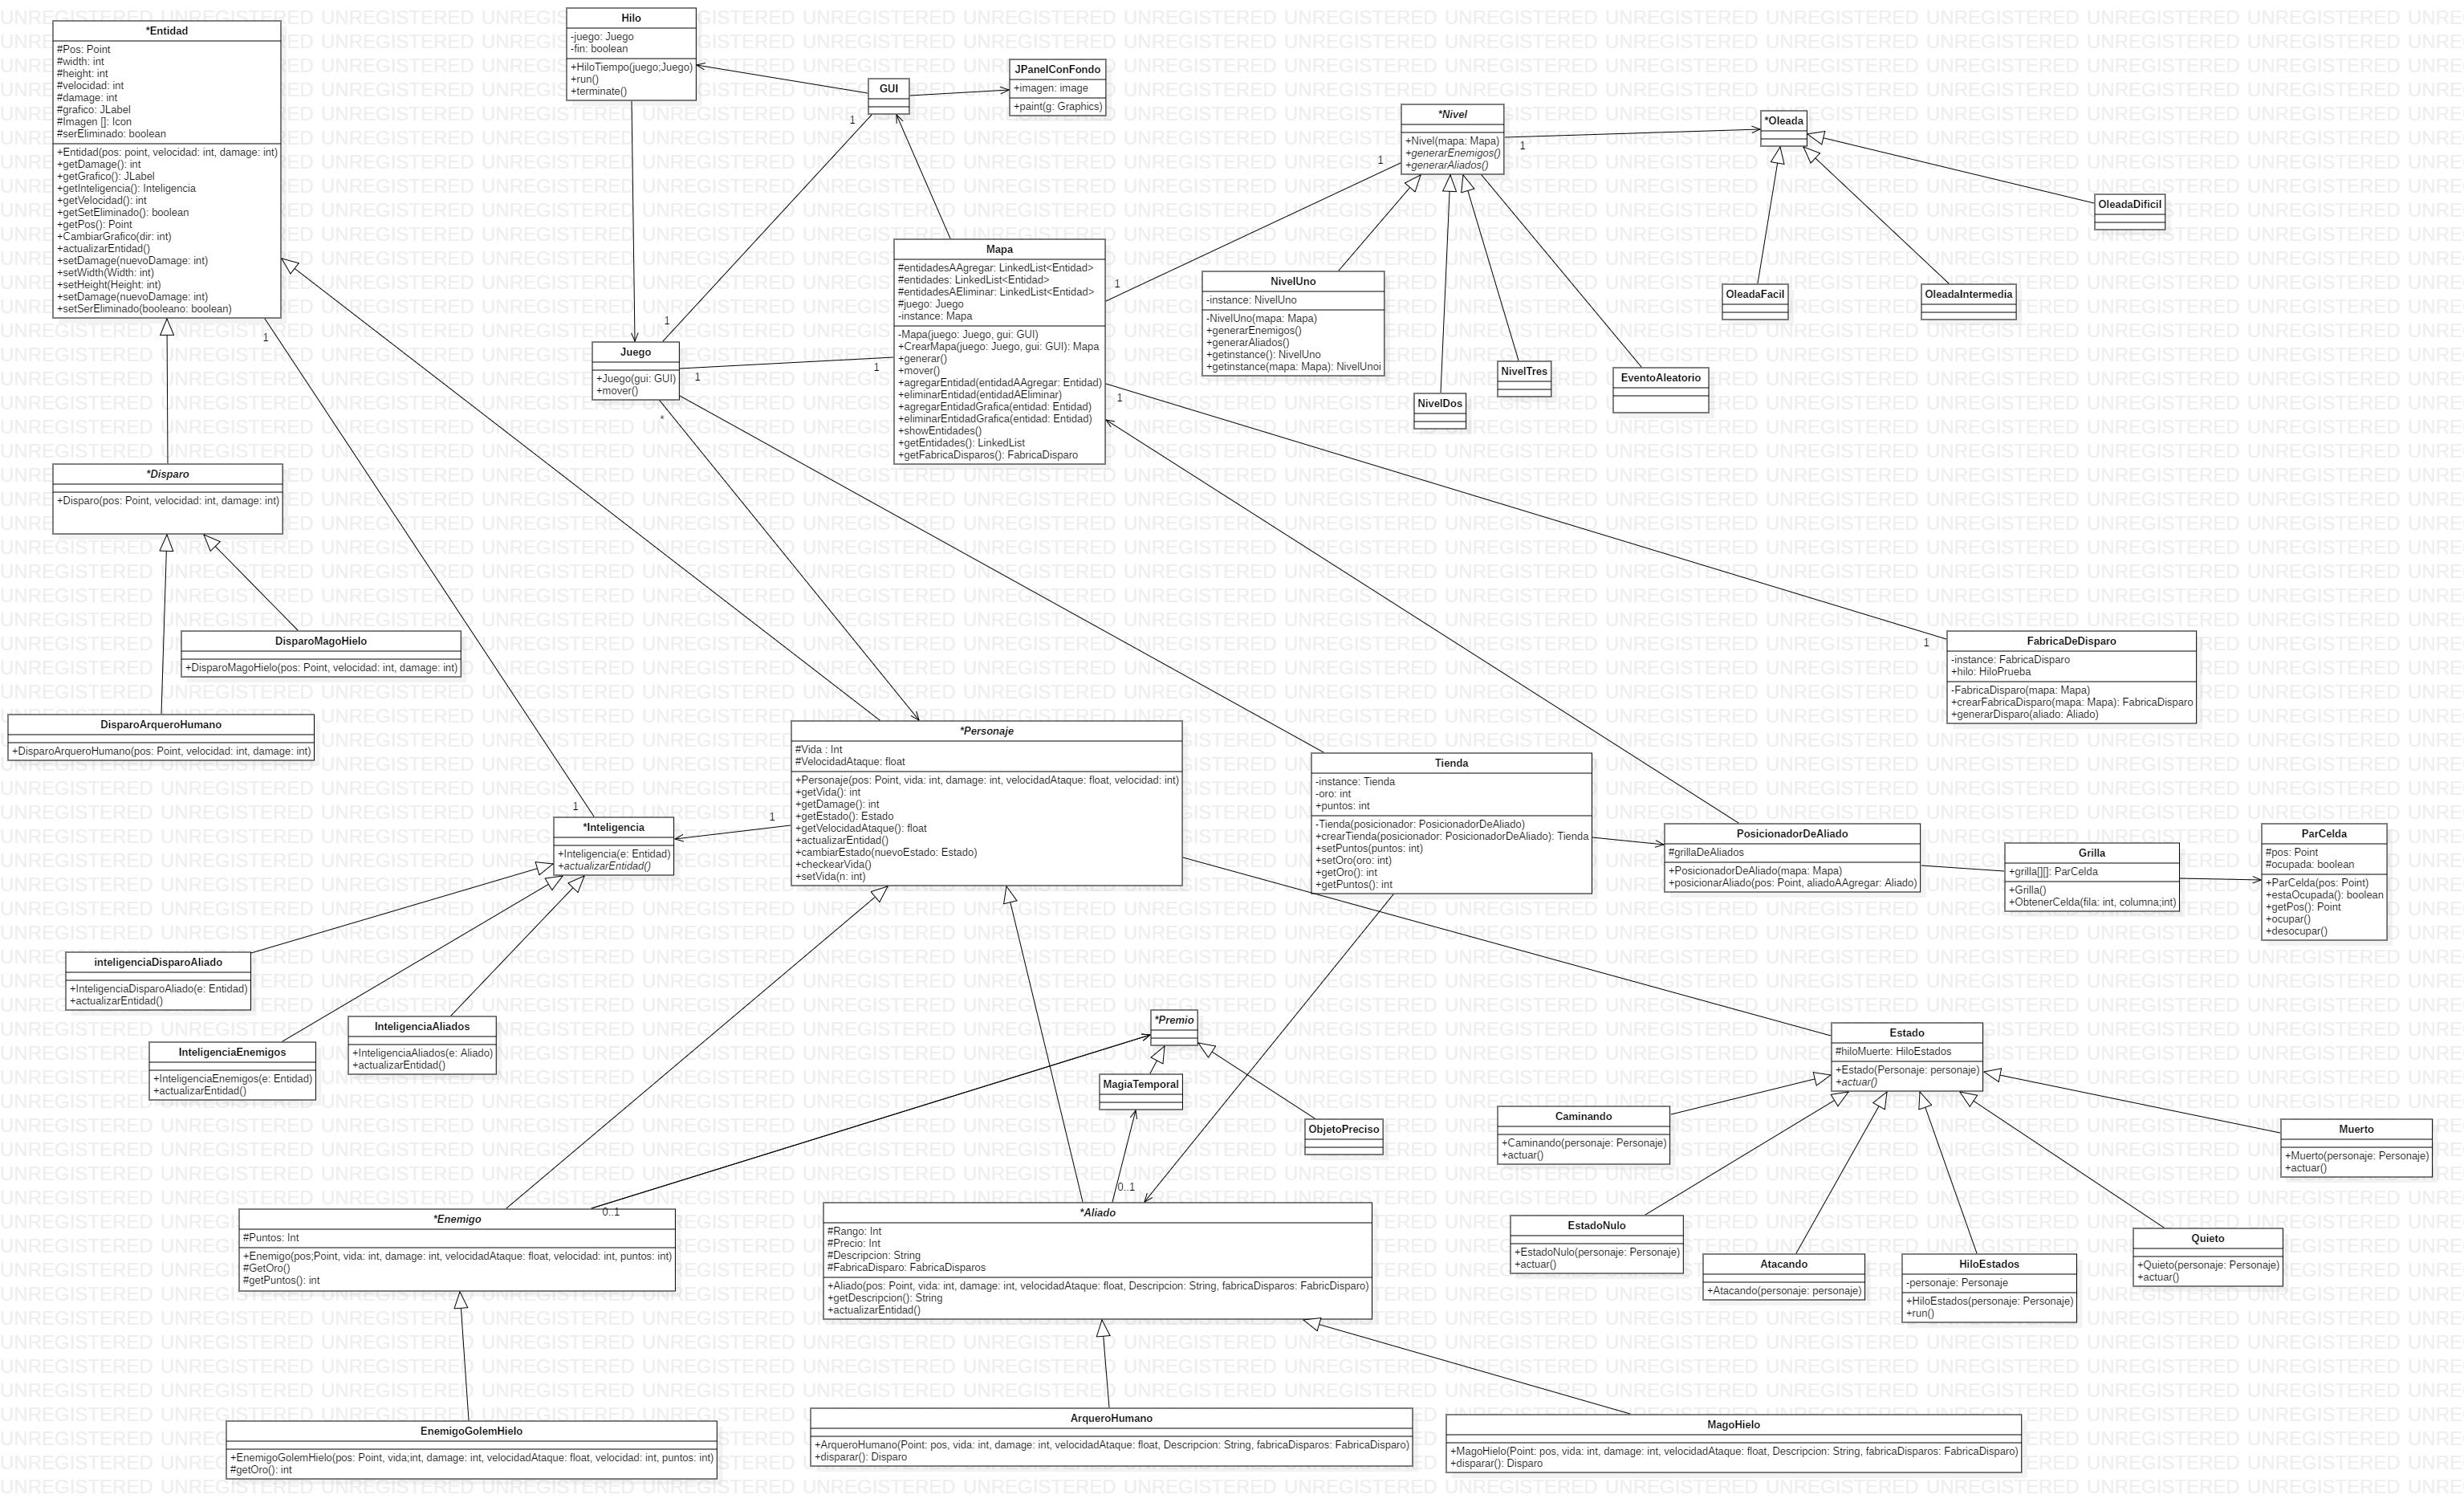 *Entidad
#Pos: Point
#width: int
#height: int
#velocidad: int
#damage: int
#grafico: JLabel
#Imagen []: Icon
#serEliminado: boolean
+Entidad(pos: point, velocidad: int, damage: int)
+getDamage(): int
+getGrafico(): JLabel
+getInteligencia(): Inteligencia
+getVelocidad(): int
+getSetEliminado(): boolean
+getPos(): Point
+CambiarGrafico(dir: int)
+actualizarEntidad()
+setDamage(nuevoDamage: int)
+setWidth(Width: int)
+setHeight(Height: int)
+setDamage(nuevoDamage: int)
+setSerEliminado(booleano: boolean)
1
Hilo
-juego: Juego
-fin: boolean
+HiloTiempo(juego;Juego)
+run()
+terminate()
GUI
1
JPanelConFondo
+imagen: image
+paint(g: Graphics)
*Nivel
+Nivel(mapa: Mapa)
+generarEnemigos()
+generarAliados()
1
1
*Oleada
OleadaDificil
OleadaFacil
OleadaIntermedia
Mapa
#entidadesAAgregar: LinkedList<Entidad>
#entidades: LinkedList<Entidad>
#entidadesAEliminar: LinkedList<Entidad>
#juego: Juego
-instance: Mapa
-Mapa(juego: Juego, gui: GUI)
+CrearMapa(juego: Juego, gui: GUI): Mapa
+generar()
+mover()
+agregarEntidad(entidadAAgregar: Entidad)
+eliminarEntidad(entidadAEliminar)
+agregarEntidadGrafica(entidad: Entidad)
+eliminarEntidadGrafica(entidad: Entidad)
+showEntidades()
+getEntidades(): LinkedList
+getFabricaDisparos(): FabricaDisparo
1
1
1
NivelUno
-instance: NivelUno
-NivelUno(mapa: Mapa)
+generarEnemigos()
+generarAliados()
+getinstance(): NivelUno
+getinstance(mapa: Mapa): NivelUnoi
NivelDos
NivelTres
EventoAleatorio
1
Juego
+Juego(gui: GUI)
+mover()
1
*
*Disparo
+Disparo(pos: Point, velocidad: int, damage: int)
DisparoMagoHielo
+DisparoMagoHielo(pos: Point, velocidad: int, damage: int)
DisparoArqueroHumano
+DisparoArqueroHumano(pos: Point, velocidad: int, damage: int)
1
FabricaDeDisparo
-instance: FabricaDisparo
+hilo: HiloPrueba
-FabricaDisparo(mapa: Mapa)
+crearFabricaDisparo(mapa: Mapa): FabricaDisparo
+generarDisparo(aliado: Aliado)
*Personaje
#Vida : Int
#VelocidadAtaque: float
+Personaje(pos: Point, vida: int, damage: int, velocidadAtaque: float, velocidad: int)
+getVida(): int
+getDamage(): int
+getEstado(): Estado
+getVelocidadAtaque(): float
+actualizarEntidad()
+cambiarEstado(nuevoEstado: Estado)
+checkearVida()
+setVida(n: int)
1
1
*Inteligencia
+Inteligencia(e: Entidad)
+actualizarEntidad()
Tienda
-instance: Tienda
-oro: int
+puntos: int
-Tienda(posicionador: PosicionadorDeAliado)
+crearTienda(posicionador: PosicionadorDeAliado): Tienda
+setPuntos(puntos: int)
+setOro(oro: int)
+getOro(): int
+getPuntos(): int
PosicionadorDeAliado
#grillaDeAliados
+PosicionadorDeAliado(mapa: Mapa)
+posicionarAliado(pos: Point, aliadoAAgregar: Aliado)
Grilla
+grilla[][]: ParCelda
+Grilla()
+ObtenerCelda(fila: int, columna;int)
ParCelda
#pos: Point
#ocupada: boolean
+ParCelda(pos: Point)
+estaOcupada(): boolean
+getPos(): Point
+ocupar()
+desocupar()
inteligenciaDisparoAliado
+InteligenciaDisparoAliado(e: Entidad)
+actualizarEntidad()
InteligenciaEnemigos
+InteligenciaEnemigos(e: Entidad)
+actualizarEntidad()
InteligenciaAliados
+InteligenciaAliados(e: Aliado)
+actualizarEntidad()
*Premio
MagiaTemporal
ObjetoPreciso
Estado
#hiloMuerte: HiloEstados
+Estado(Personaje: personaje)
+actuar()
Caminando
+Caminando(personaje: Personaje)
+actuar()
Muerto
+Muerto(personaje: Personaje)
+actuar()
EstadoNulo
+EstadoNulo(personaje: Personaje)
+actuar()
Atacando
+Atacando(personaje: personaje)
HiloEstados
-personaje: Personaje
+HiloEstados(personaje: Personaje)
+run()
Quieto
+Quieto(personaje: Personaje)
+actuar()
0..1
*Enemigo
#Puntos: Int
+Enemigo(pos;Point, vida: int, damage: int, velocidadAtaque: float, velocidad: int, puntos: int)
#GetOro()
#getPuntos(): int
0..1
*Aliado
#Rango: Int
#Precio: Int
#Descripcion: String
#FabricaDisparo: FabricaDisparos
+Aliado(pos: Point, vida: int, damage: int, velocidadAtaque: float, Descripcion: String, fabricaDisparos: FabricDisparo)
+getDescripcion(): String
+actualizarEntidad()
EnemigoGolemHielo
+EnemigoGolemHielo(pos: Point, vida;int, damage: int, velocidadAtaque: float, velocidad: int, puntos: int)
#getOro(): int
ArqueroHumano
+ArqueroHumano(Point: pos, vida: int, damage: int, velocidadAtaque: float, Descripcion: String, fabricaDisparos: FabricaDisparo)
+disparar(): Disparo
MagoHielo
+MagoHielo(Point: pos, vida: int, damage: int, velocidadAtaque: float, Descripcion: String, fabricaDisparos: FabricaDisparo)
+disparar(): Disparo
UNREGISTERED